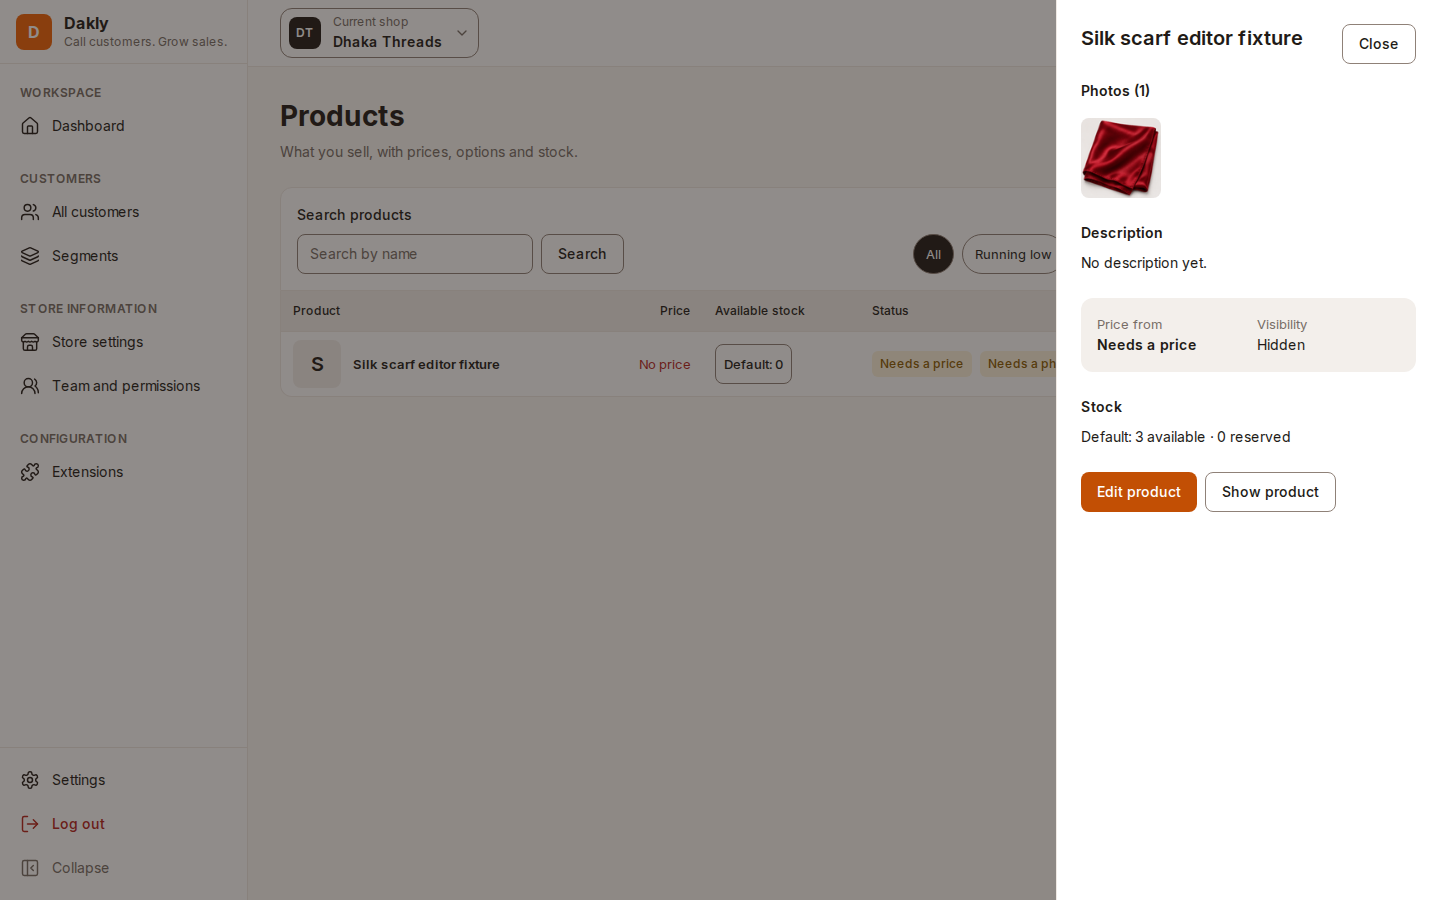 D
Dakly
Call customers. Grow sales.
WORKSPACE
Dashboard
CUSTOMERS
All customers
Segments
STORE INFORMATION
Store settings
Team and permissions
CONFIGURATION
Extensions
Settings
Log out
Collapse
DT
Current shop
Dhaka Threads
Products
What you sell, with prices, options and stock.
Search products
Search by name
Search
All
Running low
Product Price Available stock Status
S Silk scarf editor fixture No price Default: 0 Needs a price Needs a ph
Silk scarf editor fixture
Close
Photos (1)
Description
No description yet.
Price from Visibility
Needs a price Hidden
Stock
Default: 3 available · 0 reserved
Edit product
Show product